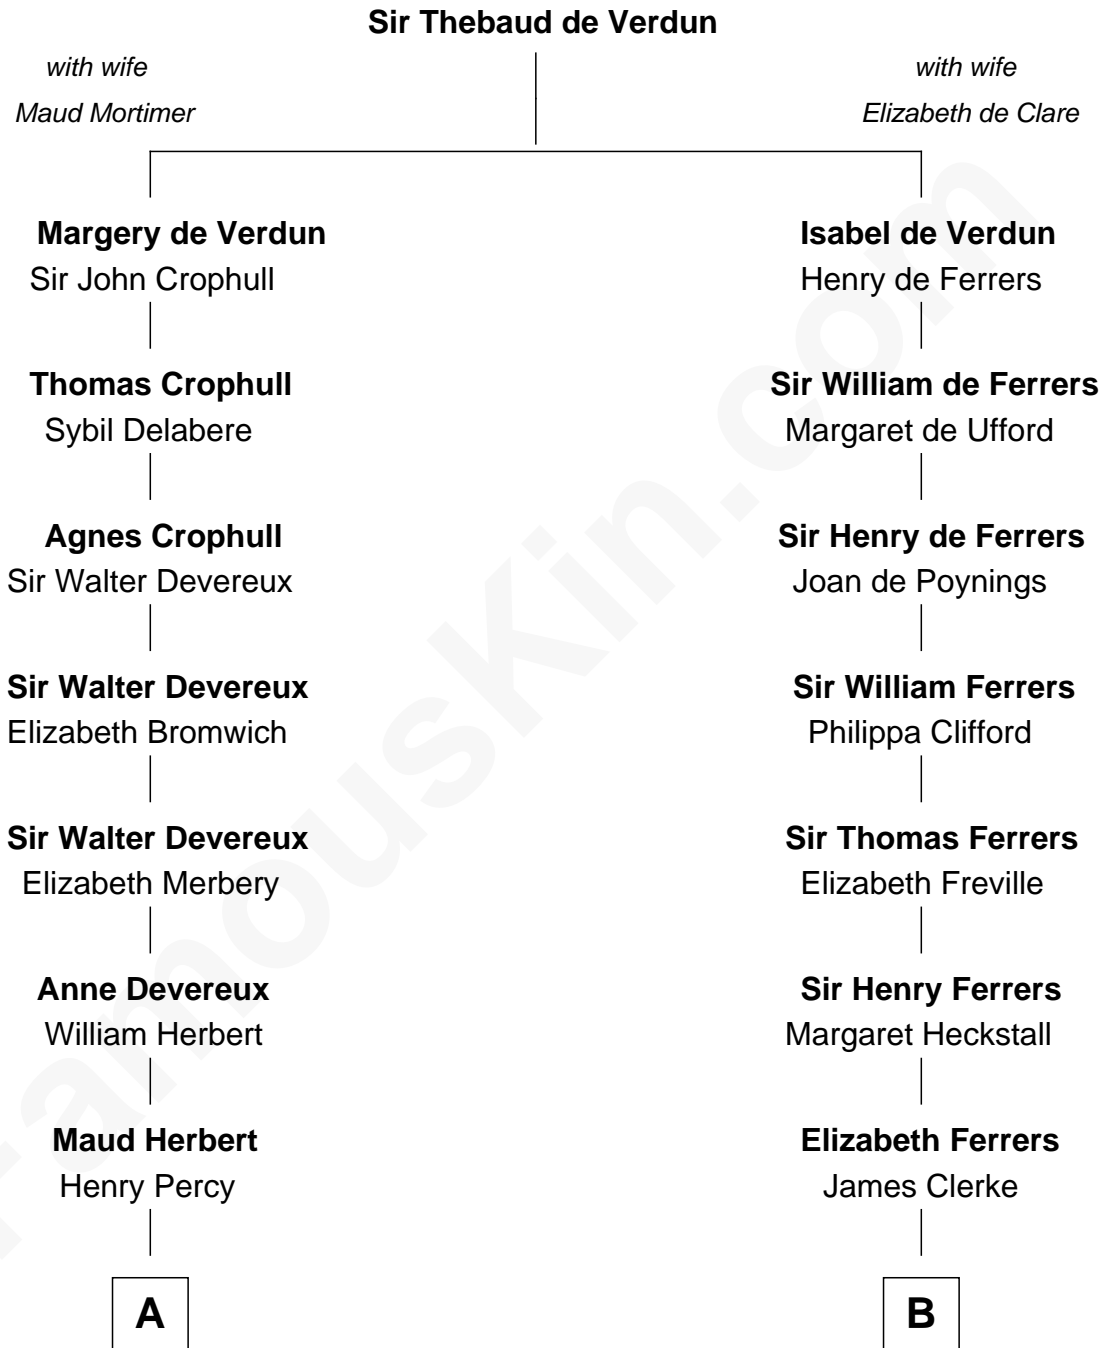 Sir Thebaud de Verdun
with wife
Maud Mortimer
with wife
Elizabeth de Clare
Margery de Verdun
Sir John Crophull
Isabel de Verdun
Henry de Ferrers
Thomas Crophull
Sybil Delabere
Sir William de Ferrers
Margaret de Ufford
Agnes Crophull
Sir Walter Devereux
Sir Henry de Ferrers
Joan de Poynings
Sir Walter Devereux
Elizabeth Bromwich
Sir William Ferrers
Philippa Clifford
Sir Walter Devereux
Elizabeth Merbery
Sir Thomas Ferrers
Elizabeth Freville
Anne Devereux
William Herbert
Sir Henry Ferrers
Margaret Heckstall
Maud Herbert
Henry Percy
Elizabeth Ferrers
James Clerke
A
B
FamousKin.com